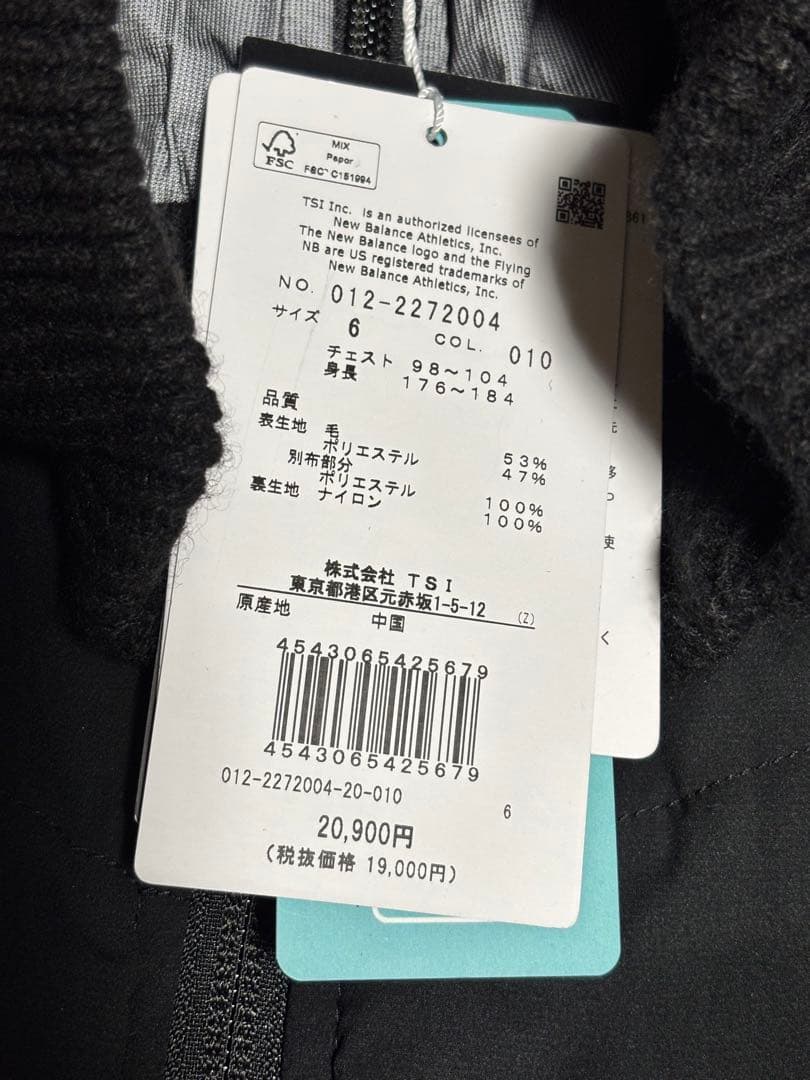 FSC
MIX
Paper
FSC® C151994
TSI Inc. is an authorized licensees of
New Balance Athletics, Inc.
The New Balance logo and the Flying
NB are US registered trademarks of
New Balance Athletics, Inc.
NO. 012-2272004
サイズ 6 COL. 010
チェスト 98〜104
身長 176〜184
品質
表生地 毛 53%
ポリエステル 47%
別布部分
ポリエステル 100%
裏生地 ナイロン 100%
株式会社 TSI
東京都港区元赤坂1-5-12 (Z)
原産地 中国
4543065425679
4543065425679
012-2272004-20-010 6
20,900円
(税抜価格 19,000円)
861
元
移
っ
使
く